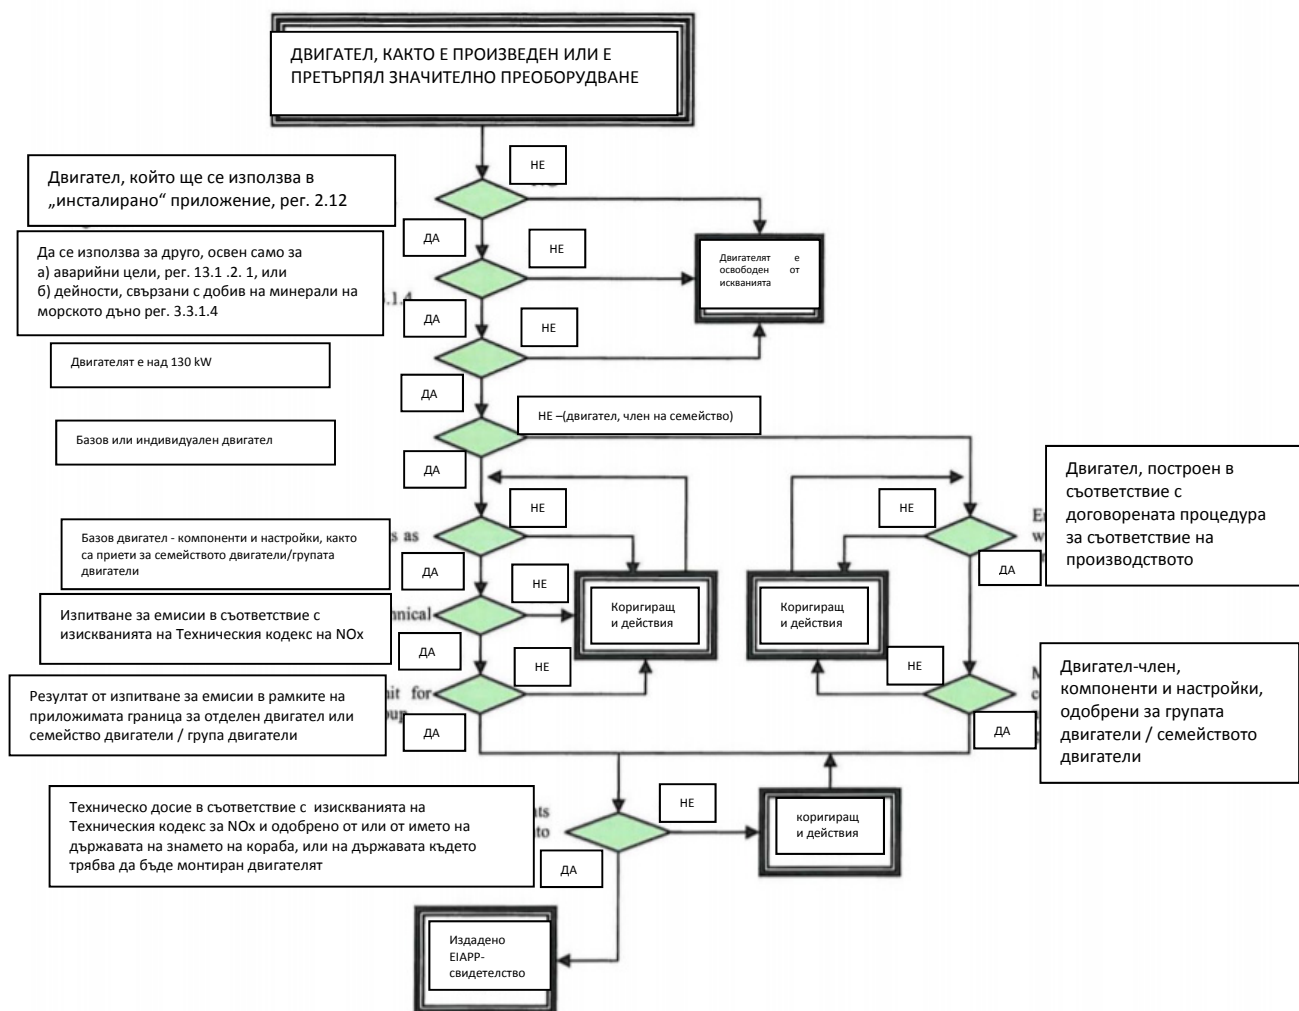 ДВИГАТЕЛ, КАКТО Е ПРОИЗВЕДЕН ИЛИ Е
ПРЕТЪРПЯЛ ЗНАЧИТЕЛНО ПРЕОБОРУДВАНЕ
НЕ
Двигател, който ще се използва в
„инсталирано“ приложение, рег. 2.12
ДА
НЕ
Да се използва за друго, освен само за
а) аварийни цели, рег. 13.1 .2. 1, или
б) дейности, свързани с добив на минерали на
морското дъно рег. 3.3.1.4
.1.4
Двигателят е
освободен от
искванията
ДА
НЕ
Двигателят е над 130 kW
ДА
НЕ –(двигател, член на семейство)
Базов или индивидуален двигател
ДА
НЕ
НЕ
Двигател, построен в
съответствие с
договорената процедура
за съответствие на
производството
Базов двигател - компоненти и настройки, както
са приети за семейството двигатели/групата
двигатели
s as
ДА
НЕ
ДА
Коригиращ
и действия
Коригиращ
и действия
Изпитване за емисии в съответствие с
изискванията на Техническия кодекс на NOx
hnical
ДА
НЕ
НЕ
Двигател-член,
компоненти и настройки,
одобрени за групата
двигатели / семейството
двигатели
Резултат от изпитване за емисии в рамките на
приложимата граница за отделен двигател или
семейство двигатели / група двигатели
nit for
ДА
ДА
Техническо досие в съответствие с изискванията на
Техническия кодекс за NOx и одобрено от или от името на
държавата на знамето на кораба, или на държавата където
трябва да бъде монтиран двигателят
НЕ
коригиращ
и действия
ДА
Издадено
EIAPP-
свидетелство